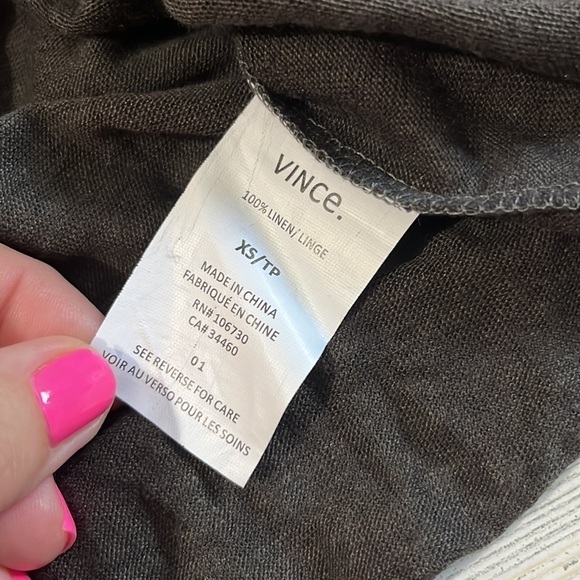 VINCe.
100% LINEN/ LINGE
XS/TP
MADE IN CHINA
FABRIQUÉ EN CHINE
RN# 106730
CA# 34460
01
SEE REVERSE FOR CARE
VOIR AU VERSO POUR LES SOINS